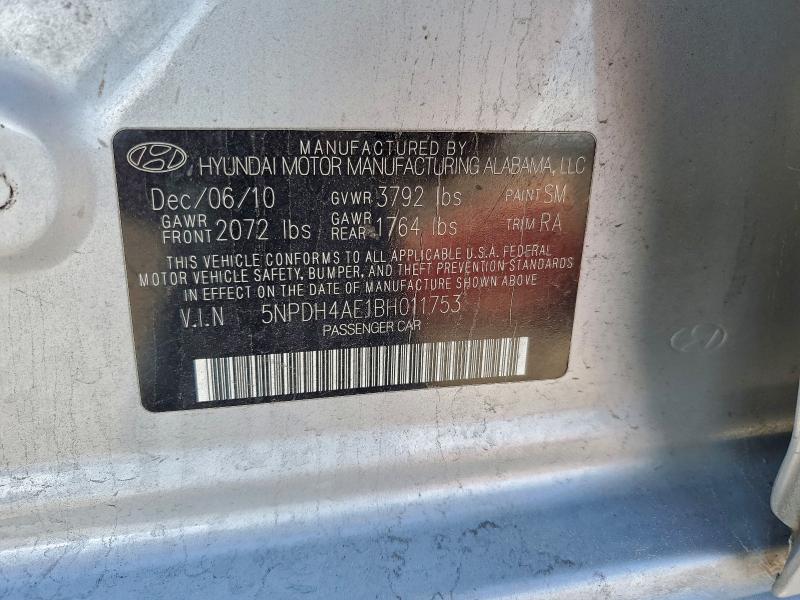 MANUFACTURED BY
HYUNDAI MOTOR MANUFACTURING ALABAMA, LLC
Dec/06/10 GVWR 3792 lbs PAINT SM
GAWR FRONT 2072 lbs GAWR REAR 1764 lbs TRIM RA
THIS VEHICLE CONFORMS TO ALL APPLICABLE U.S.A. FEDERAL
MOTOR VEHICLE SAFETY, BUMPER, AND THEFT PREVENTION STANDARDS
IN EFFECT ON THE DATE OF MANUFACTURE SHOWN ABOVE
V.I.N 5NPDH4AE1BH011753
PASSENGER CAR